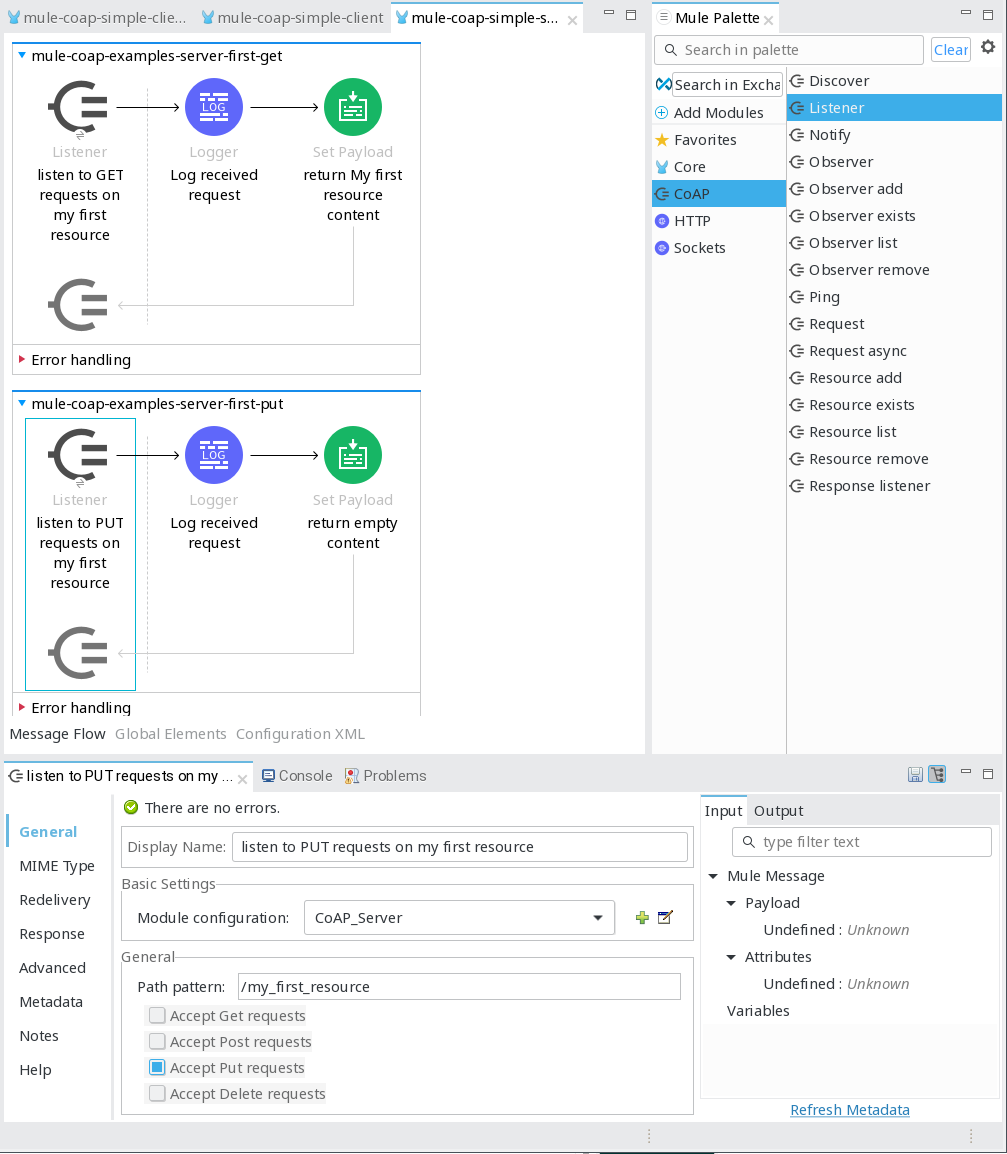 mule-coap-simple-clie...
mule-coap-simple-client
mule-coap-simple-s...
mule-coap-examples-server-first-get
Listener
listen to GET
requests on
my first
resource
LOG
Logger
Log received
request
Set Payload
return My first
resource
content
Error handling
mule-coap-examples-server-first-put
Listener
listen to PUT
requests on
my first
resource
LOG
Logger
Log received
request
Set Payload
return empty
content
Error handling
Message Flow
Global Elements
Configuration XML
Mule Palette
Search in palette
Clear
Search in Excha
Add Modules
Favorites
Core
CoAP
HTTP
Sockets
Discover
Listener
Notify
Observer
Observer add
Observer exists
Observer list
Observer remove
Ping
Request
Request async
Resource add
Resource exists
Resource list
Resource remove
Response listener
listen to PUT requests on my ...
Console
Problems
General
MIME Type
Redelivery
Response
Advanced
Metadata
Notes
Help
There are no errors.
Display Name: listen to PUT requests on my first resource
Basic Settings
Module configuration: CoAP_Server
General
Path pattern: /my_first_resource
Accept Get requests
Accept Post requests
Accept Put requests
Accept Delete requests
Input
Output
type filter text
Mule Message
Payload
Undefined : Unknown
Attributes
Undefined : Unknown
Variables
Refresh Metadata